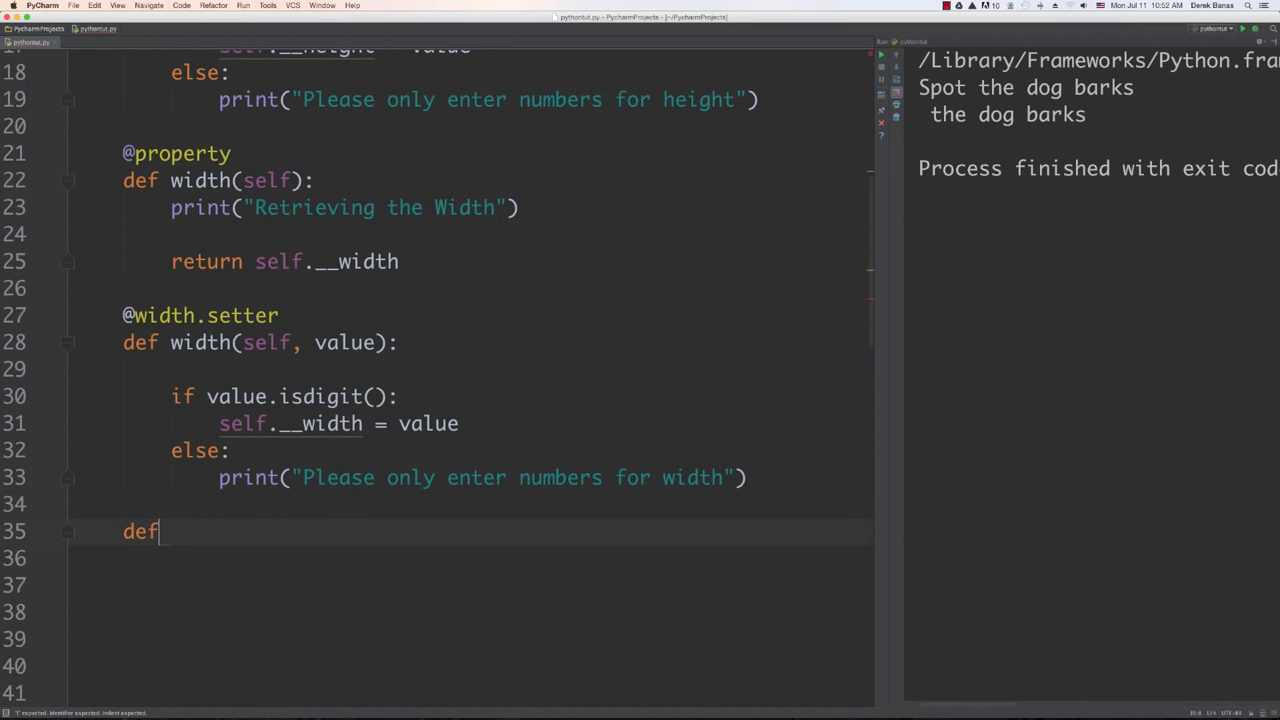 PyCharm File Edit View Navigate Code Refactor Run Tools VCS Window Help
10 Mon Jul 11 10:52 AM Derek Banas
pythontut.py - PycharmProjects - [~/PycharmProjects]
PycharmProjects pythontut.py
pythontut
pythontut.py
Run: pythontut
self.__height = value
18 else:
19 print("Please only enter numbers for height")
20
21 @property
22 def width(self):
23 print("Retrieving the Width")
24
25 return self.__width
26
27 @width.setter
28 def width(self, value):
29
30 if value.isdigit():
31 self.__width = value
32 else:
33 print("Please only enter numbers for width")
34
35 def
36
37
38
39
40
41
/Library/Frameworks/Python.fra
Spot the dog barks
the dog barks
Process finished with exit cod
'(' expected. Identifier expected. Indent expected.
35:8 LF÷ UTF-8÷